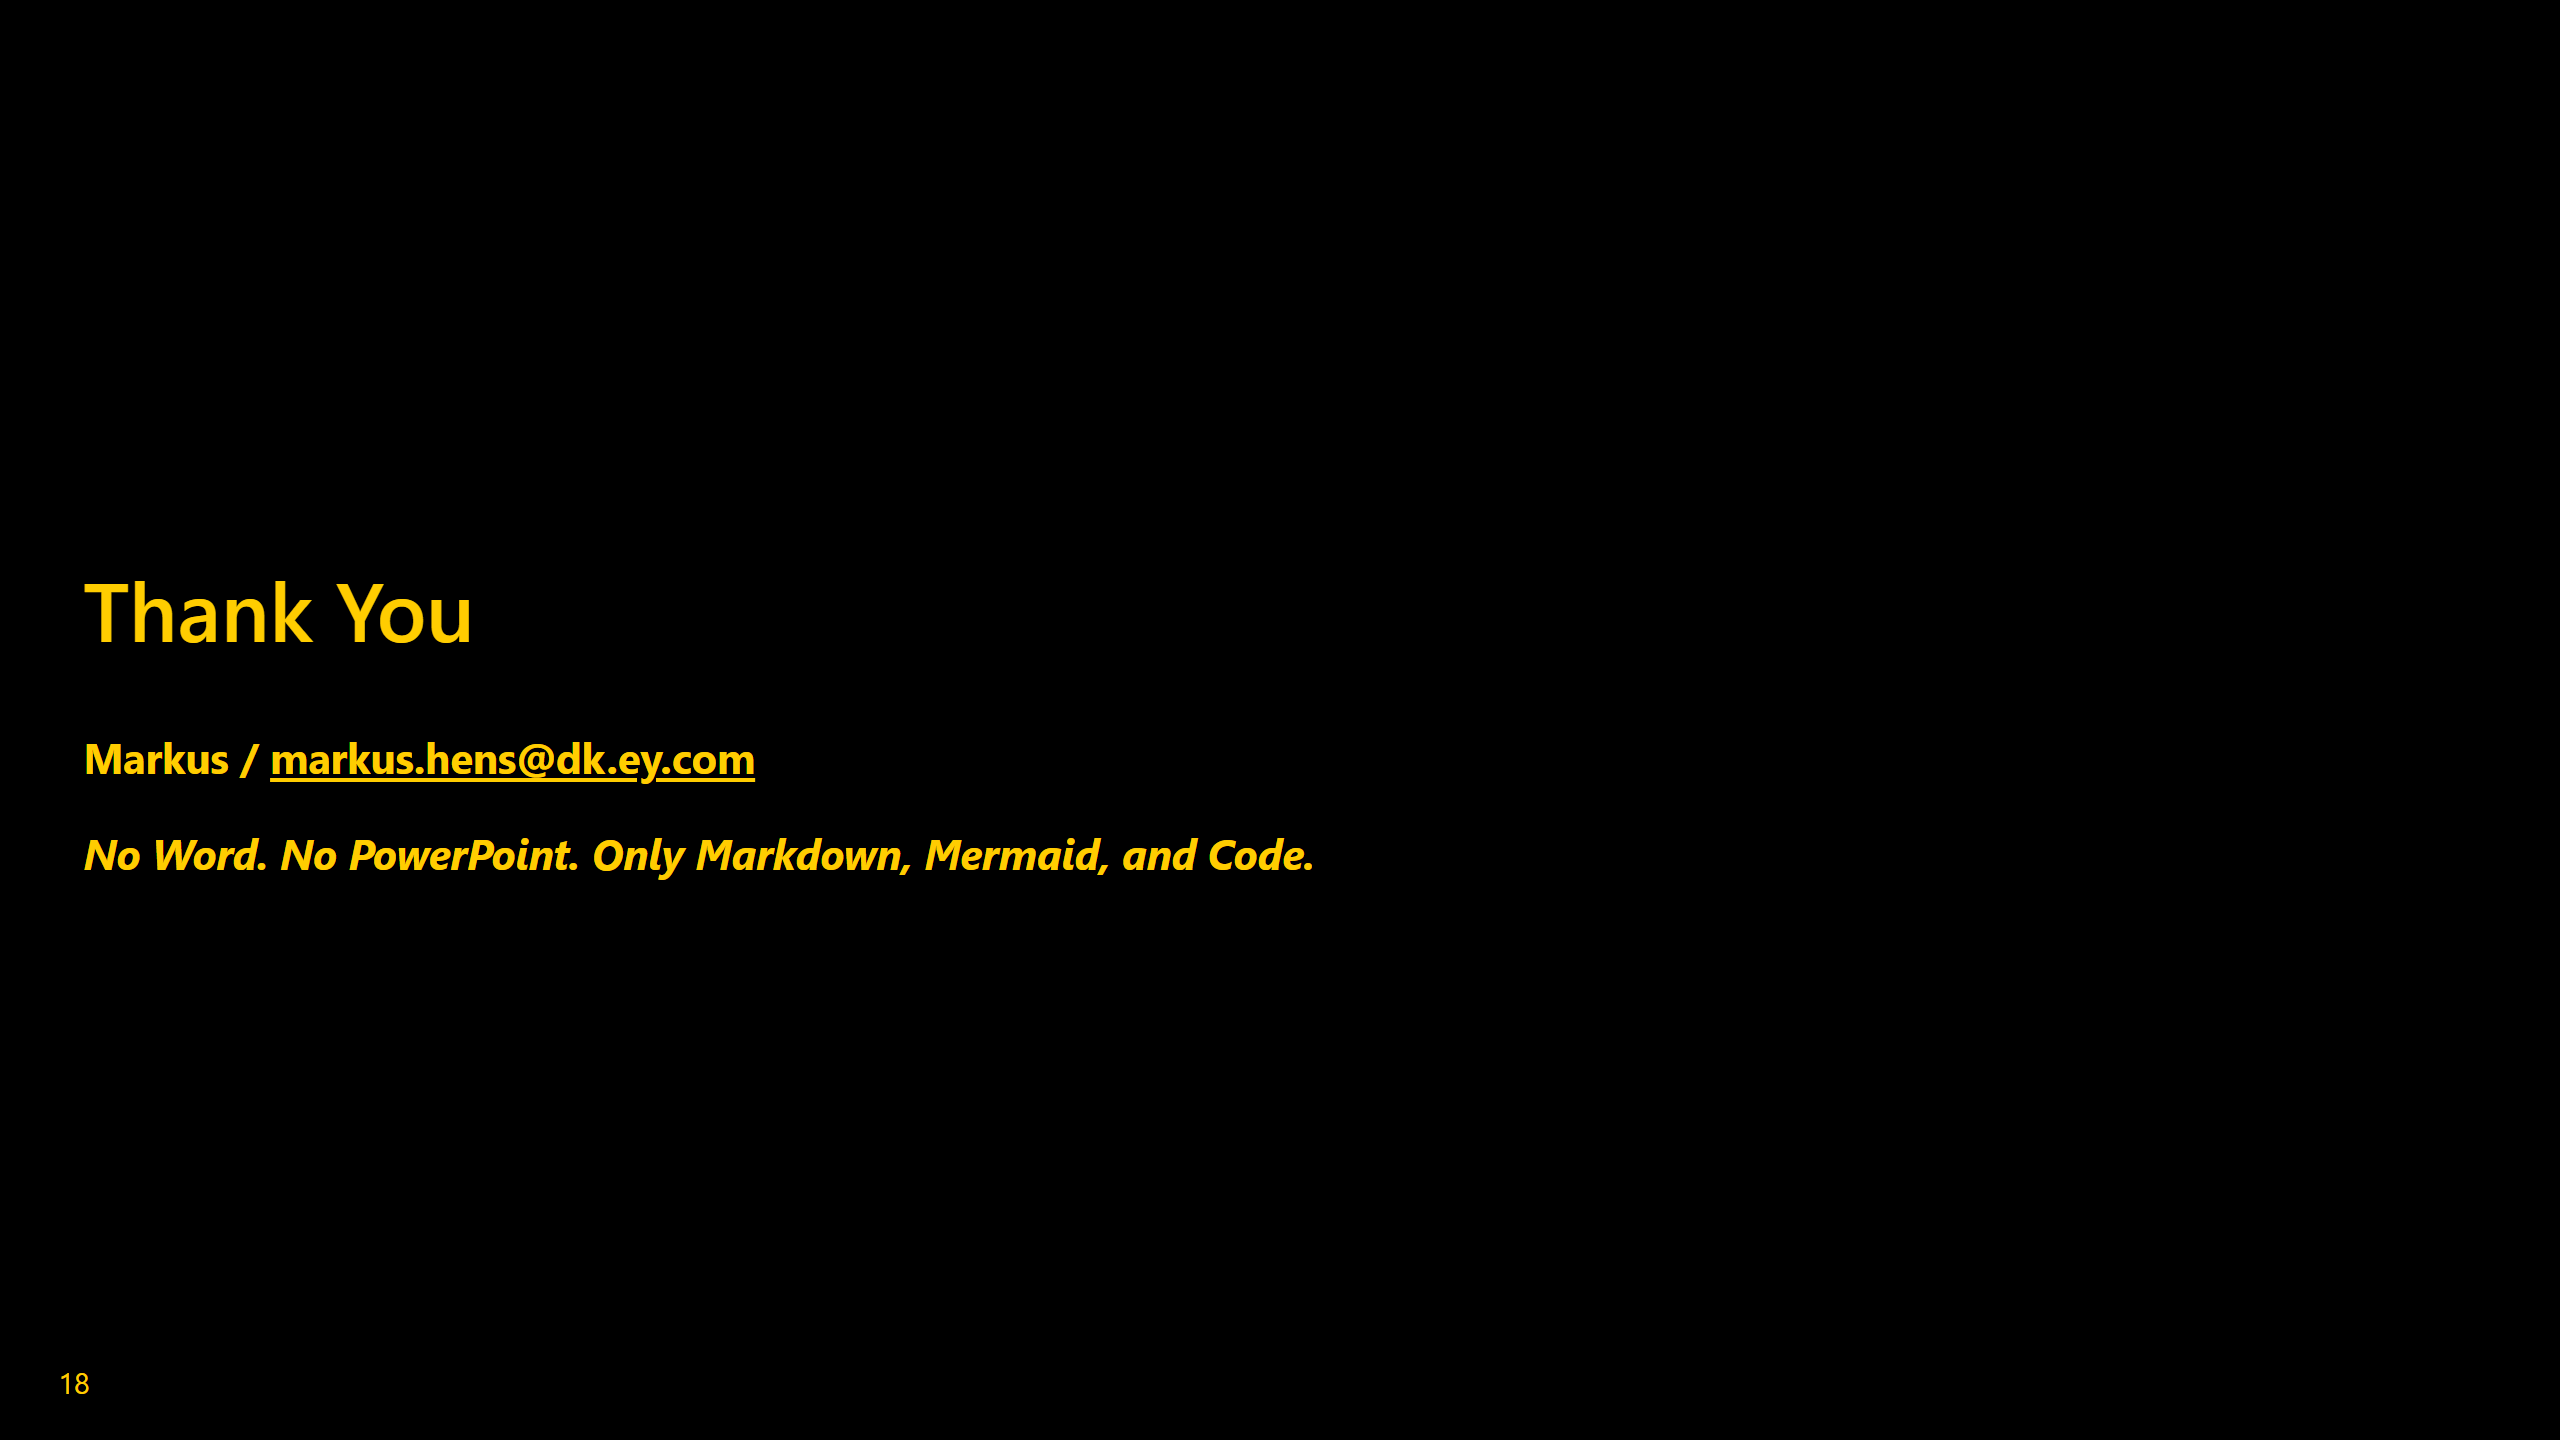 Thank You
Markus / markus.hens@dk.ey.com
No Word. No PowerPoint. Only Markdown, Mermaid, and Code.
18